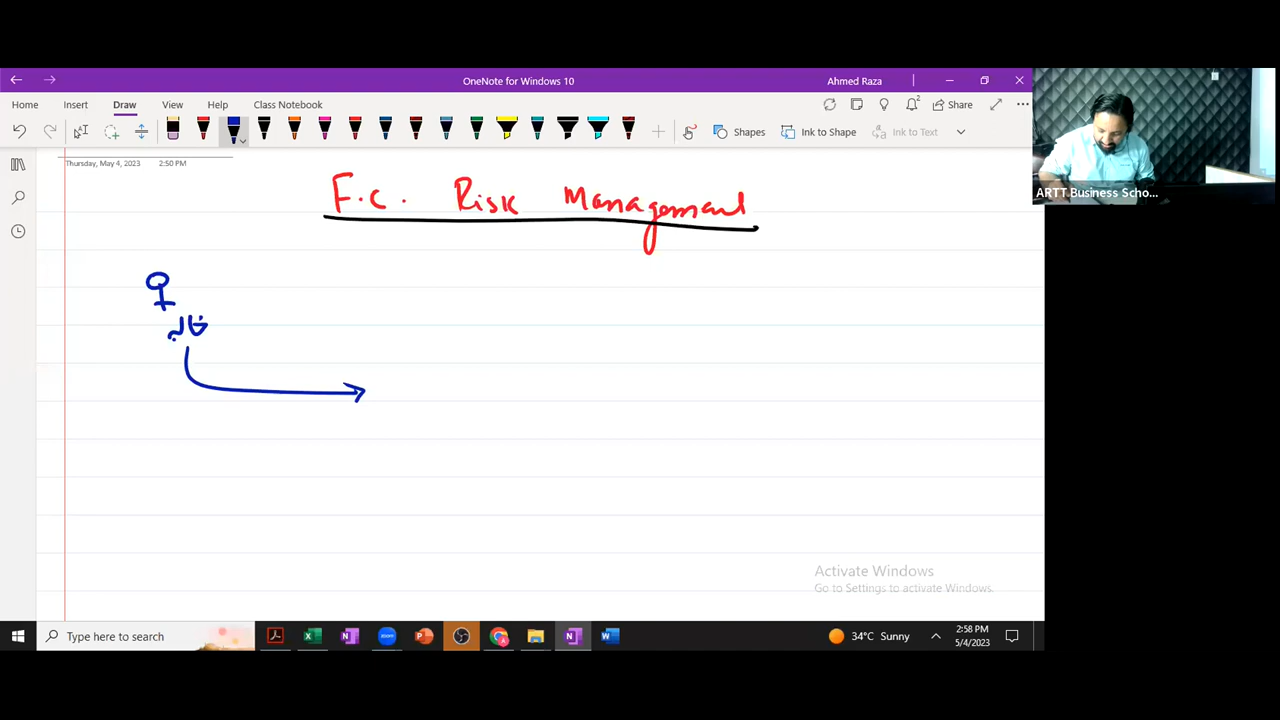 OneNote for Windows 10
Ahmed Raza
Home Insert Draw View Help Class Notebook
Share
Shapes
Ink to Shape
Ink to Text
Thursday, May 4, 2023 2:50 PM
F.C. Risk Management
ARTT Business Scho...
Activate Windows
Go to Settings to activate Windows.
Type here to search
34°C Sunny
2:58 PM
5/4/2023